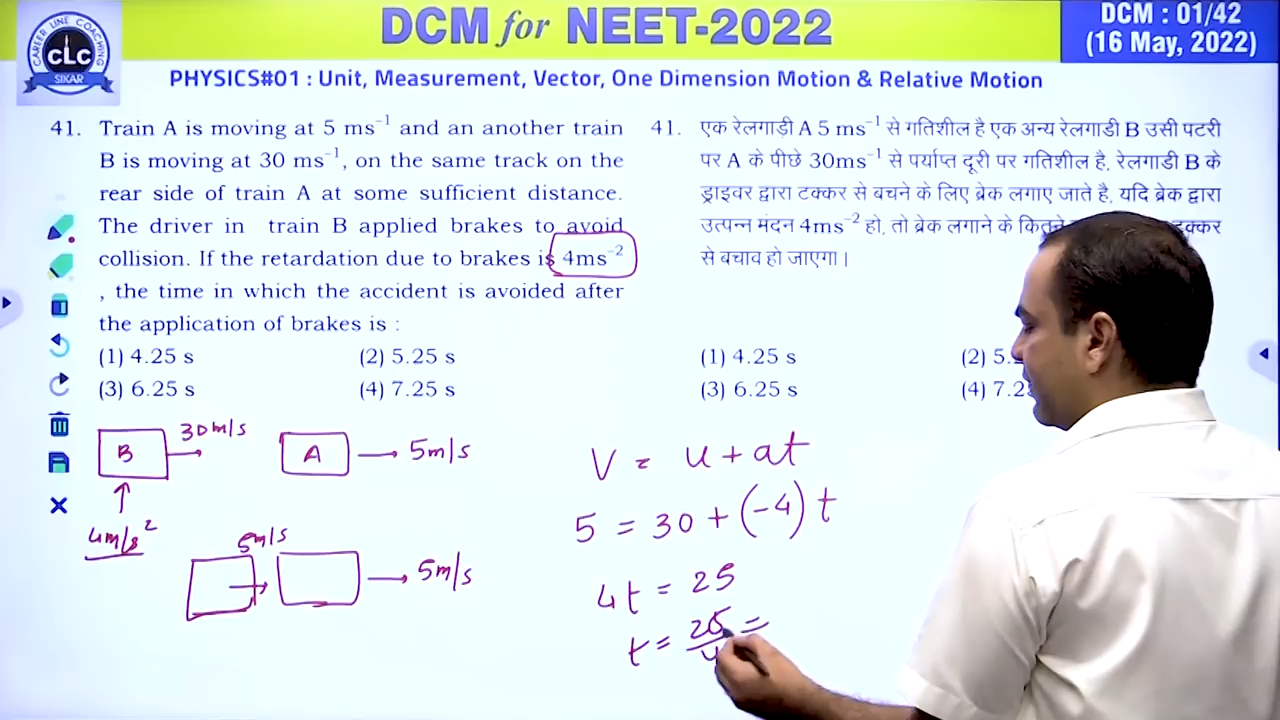 CAREER LINE COACHING
CLC
SIKAR
DCM for NEET-2022
DCM : 01/42
(16 May, 2022)
PHYSICS#01 : Unit, Measurement, Vector, One Dimension Motion & Relative Motion
41. Train A is moving at 5 ms⁻¹ and an another train
B is moving at 30 ms⁻¹, on the same track on the
rear side of train A at some sufficient distance.
The driver in train B applied brakes to avoid
collision. If the retardation due to brakes is 4ms⁻²
, the time in which the accident is avoided after
the application of brakes is :
(1) 4.25 s (2) 5.25 s
(3) 6.25 s (4) 7.25 s
41. एक रेलगाड़ी A 5 ms⁻¹ से गतिशील है एक अन्य रेलगाडी B उसी पटरी
पर A के पीछे 30ms⁻¹ से पर्याप्त दूरी पर गतिशील है, रेलगाडी B के
ड्राइवर द्वारा टक्कर से बचने के लिए ब्रेक लगाए जाते है, यदि ब्रेक द्वारा
उत्पन्न मंदन 4ms⁻² हो, तो ब्रेक लगाने के कितने टक्कर
से बचाव हो जाएगा।
(1) 4.25 s (2) 5.
(3) 6.25 s (4) 7.2
B 30m/s A 5m/s
4m/s²
5m/s 5m/s
V = u + at
5 = 30 + (-4) t
4t = 25
t = 25/4 =